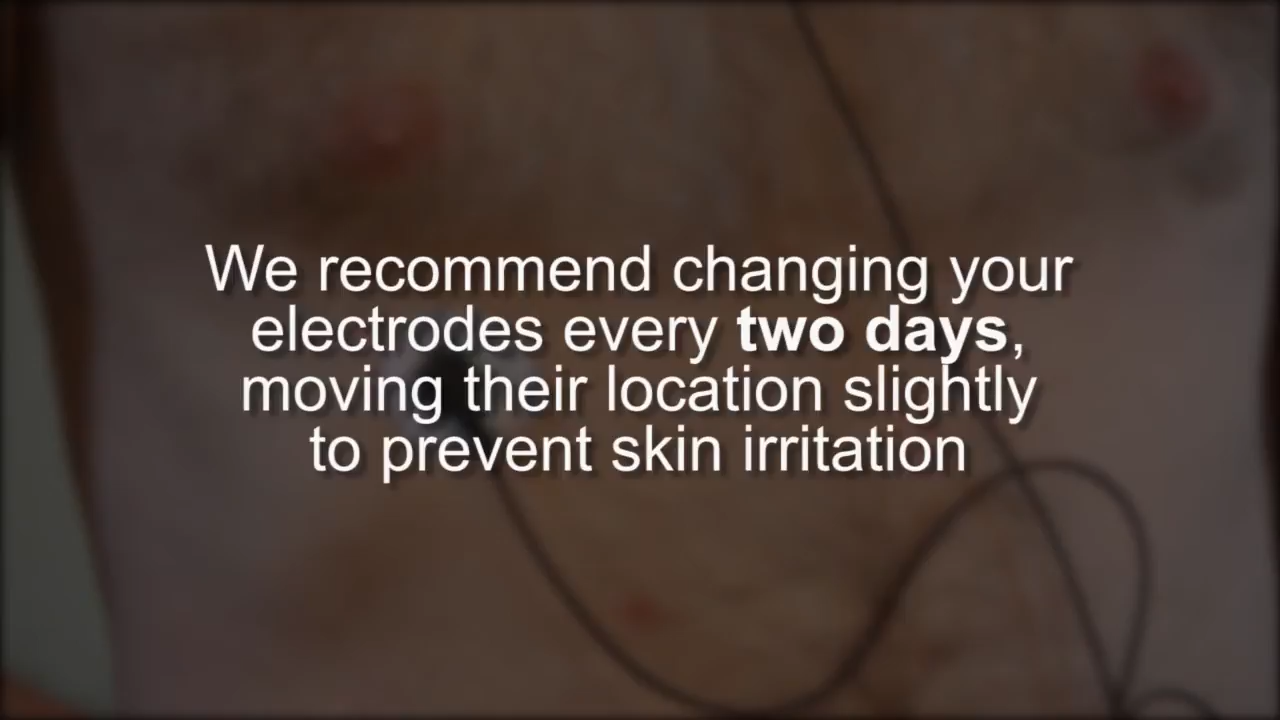 We recommend changing your
electrodes every two days,
moving their location slightly
to prevent skin irritation